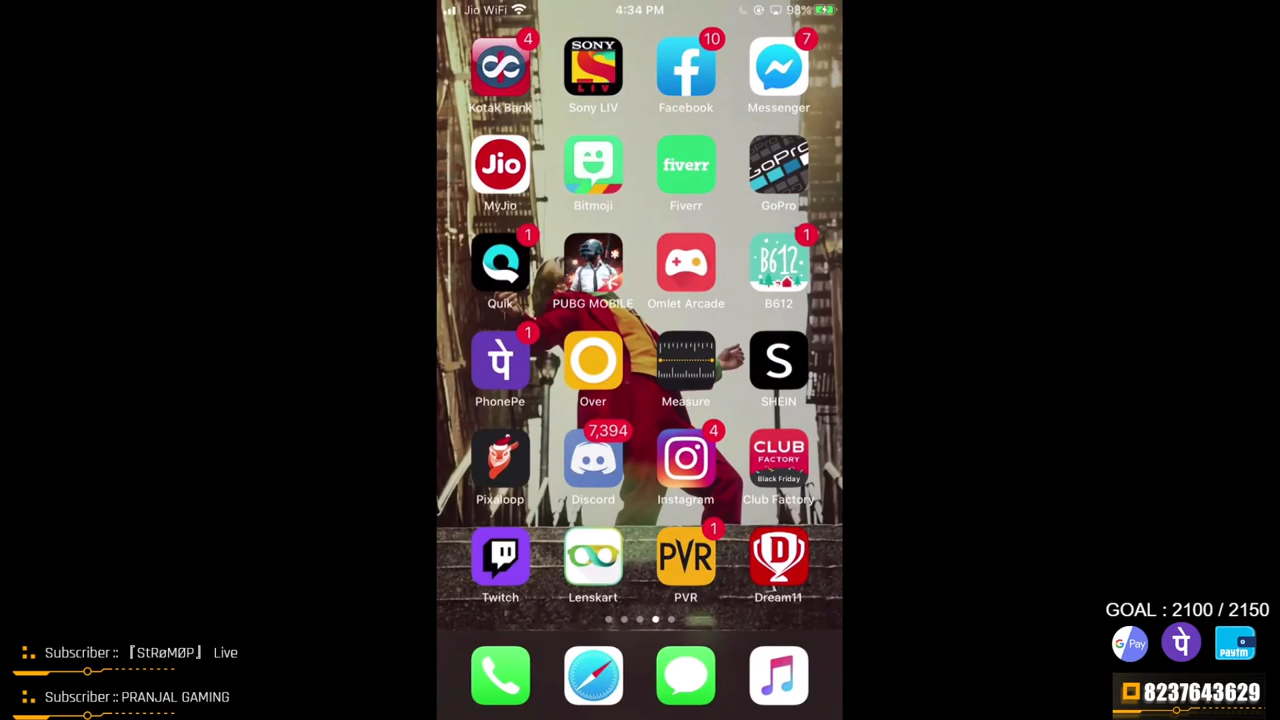 Jio WiFi 4:34 PM 98%
4 10 7
SONY
S
LIV
Kotak Bank Sony LIV Facebook Messenger
Jio fiverr GoPro
MyJio Bitmoji Fiverr GoPro
1 1
B612
Quik PUBG MOBILE Omlet Arcade B612
1
पे S
PhonePe Over Measure SHEIN
7,394 4
CLUB
FACTORY
Black Friday
Pixaloop Discord Instagram Club Factory
1
PVR D
Twitch Lenskart PVR Dream11
GOAL : 2100 / 2150
G Pay पे paytm
Subscriber :: 『StRøMØP』 Live
Subscriber :: PRANJAL GAMING
8237643629